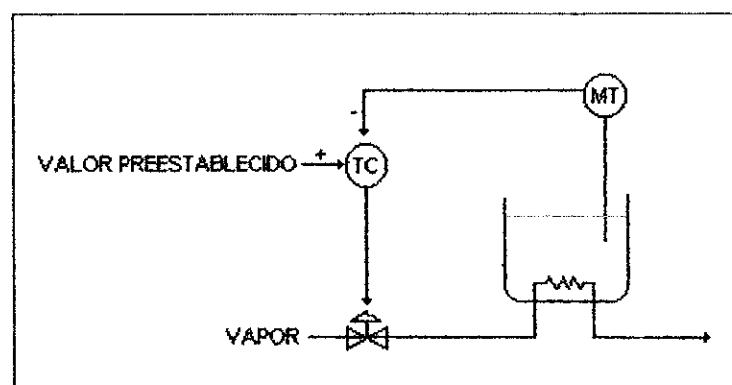 MT
-
VALOR PREESTABLECIDO + TC
VAPOR